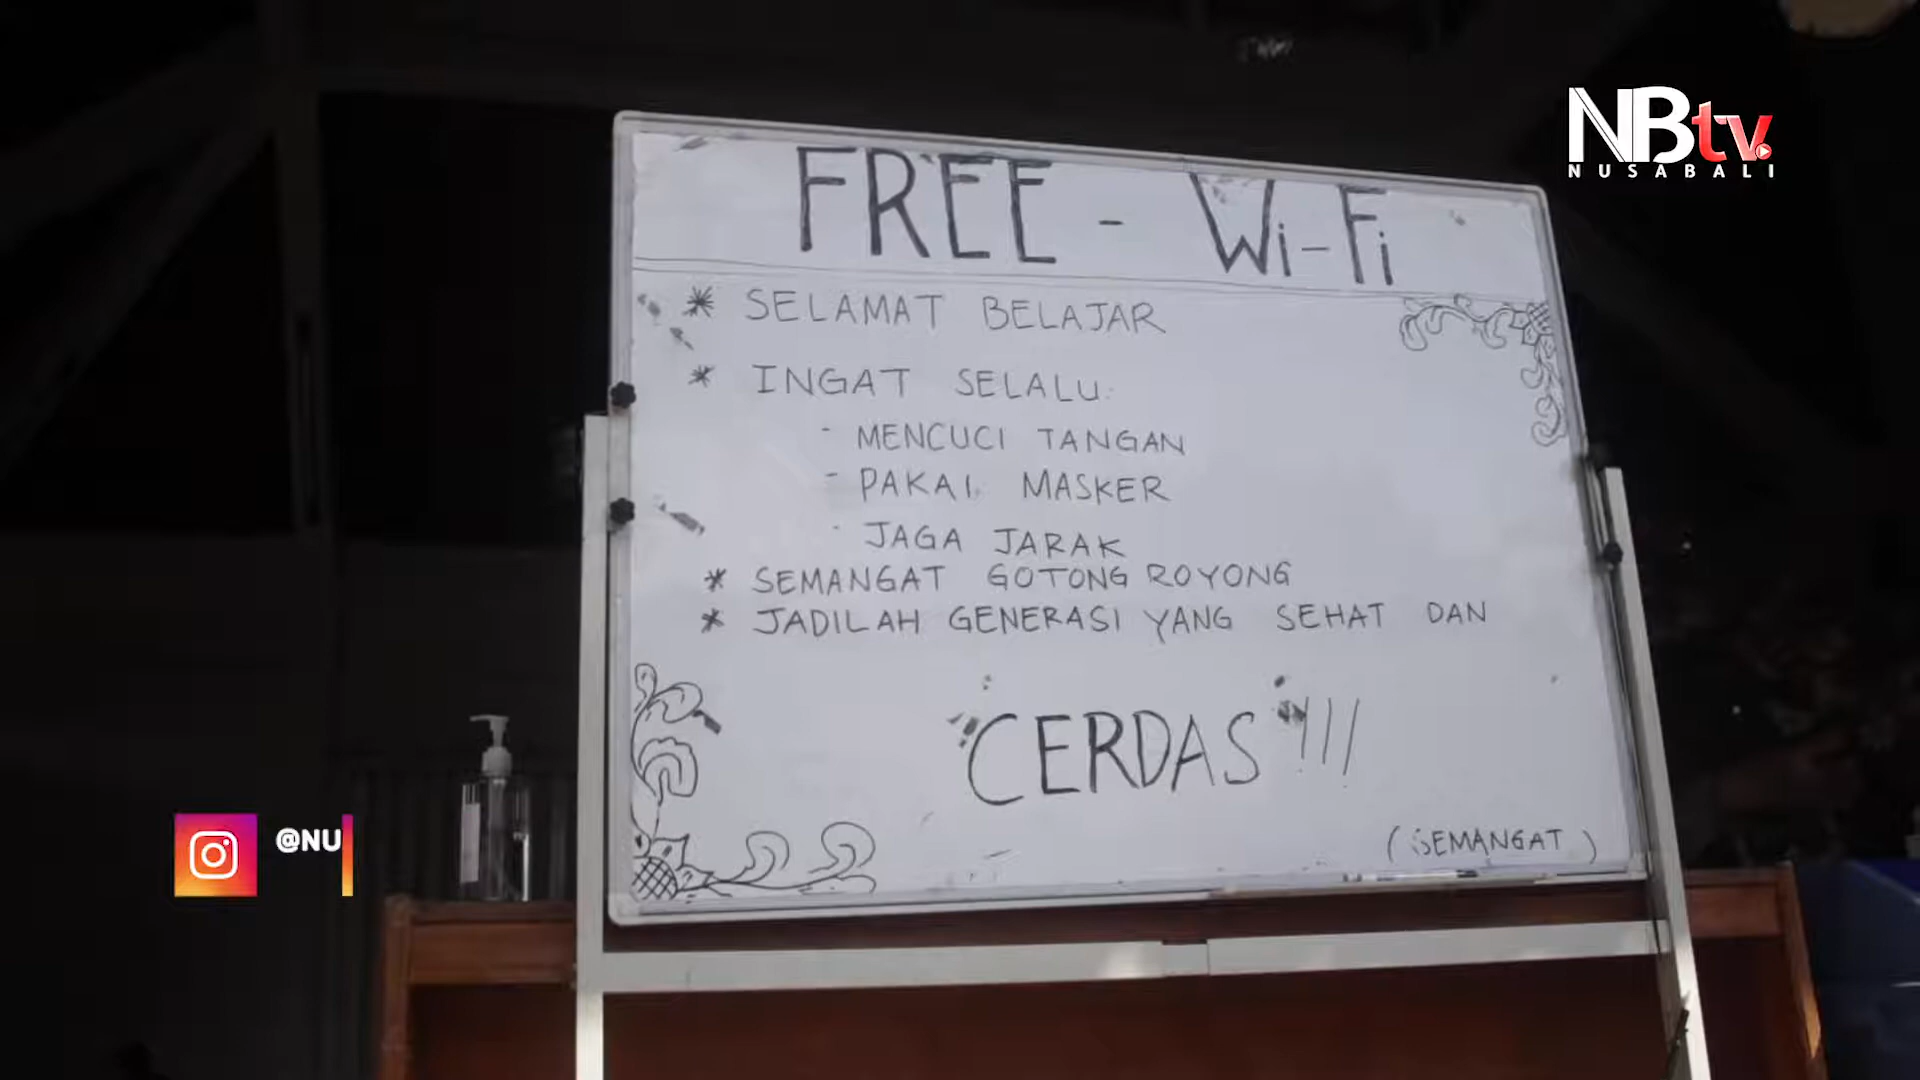 NBtv
NUSABALI
FREE - Wi-Fi
* SELAMAT BELAJAR
* INGAT SELALU:
- MENCUCI TANGAN
- PAKAI MASKER
- JAGA JARAK
* SEMANGAT GOTONG ROYONG
* JADILAH GENERASI YANG SEHAT DAN
CERDAS !!!
(SEMANGAT)
@NU